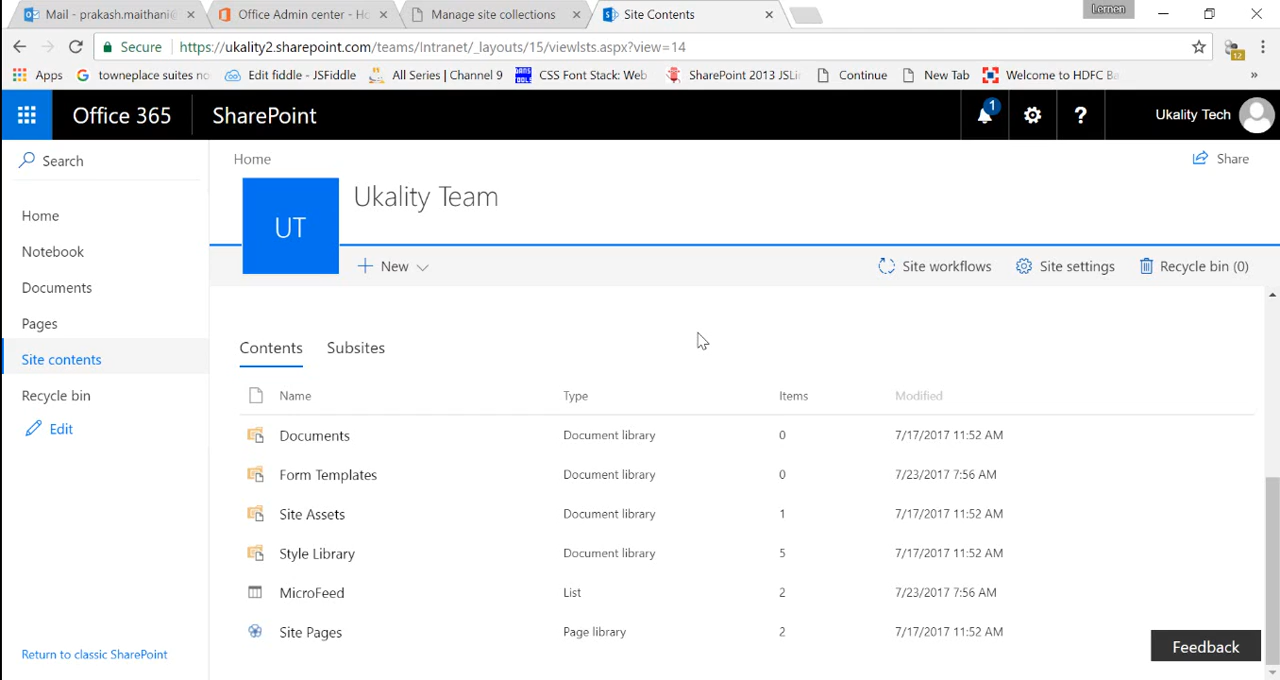 Mail - prakash.maithani@
Office Admin center - Ho
Manage site collections
Site Contents
Lernen
Secure https://ukality2.sharepoint.com/teams/Intranet/_layouts/15/viewlsts.aspx?view=14
12
Apps
towneplace suites no
Edit fiddle - JSFiddle
All Series | Channel 9
CSS Font Stack: Web
SharePoint 2013 JSLi
Continue
New Tab
Welcome to HDFC Ba
»
Office 365
SharePoint
1
?
Ukality Tech
Search
Home
Share
UT
Ukality Team
Home
Notebook
Documents
Pages
Site contents
Recycle bin
Edit
New
Site workflows
Site settings
Recycle bin (0)
Contents Subsites
Name Type Items Modified
Documents Document library 0 7/17/2017 11:52 AM
Form Templates Document library 0 7/23/2017 7:56 AM
Site Assets Document library 1 7/17/2017 11:52 AM
Style Library Document library 5 7/17/2017 11:52 AM
MicroFeed List 2 7/23/2017 7:56 AM
Site Pages Page library 2 7/17/2017 11:52 AM
Return to classic SharePoint
Feedback